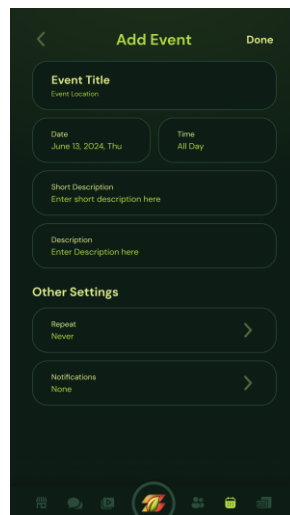 Add Event
Done
Event Title
Event Location
Date
June 13, 2024, Thu
Time
All Day
Short Description
Enter short description here
Description
Enter Description here
Other Settings
Repeat
Never
Notifications
None